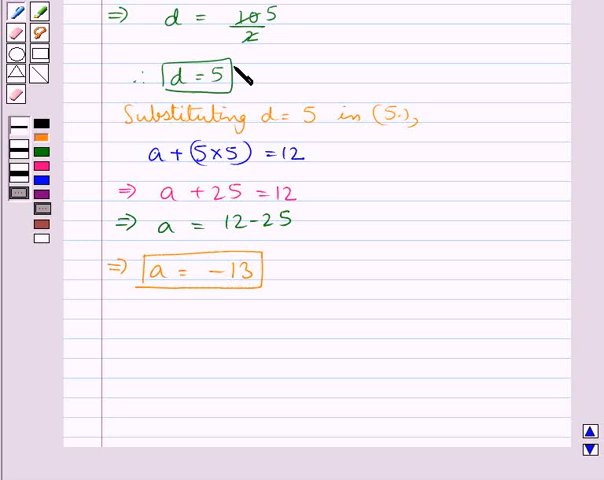 ⇒ d = 10 5 / 2
∴ d = 5
Substituting d = 5 in (5.),
a + (5×5) = 12
⇒ a + 25 = 12
⇒ a = 12-25
⇒ a = -13